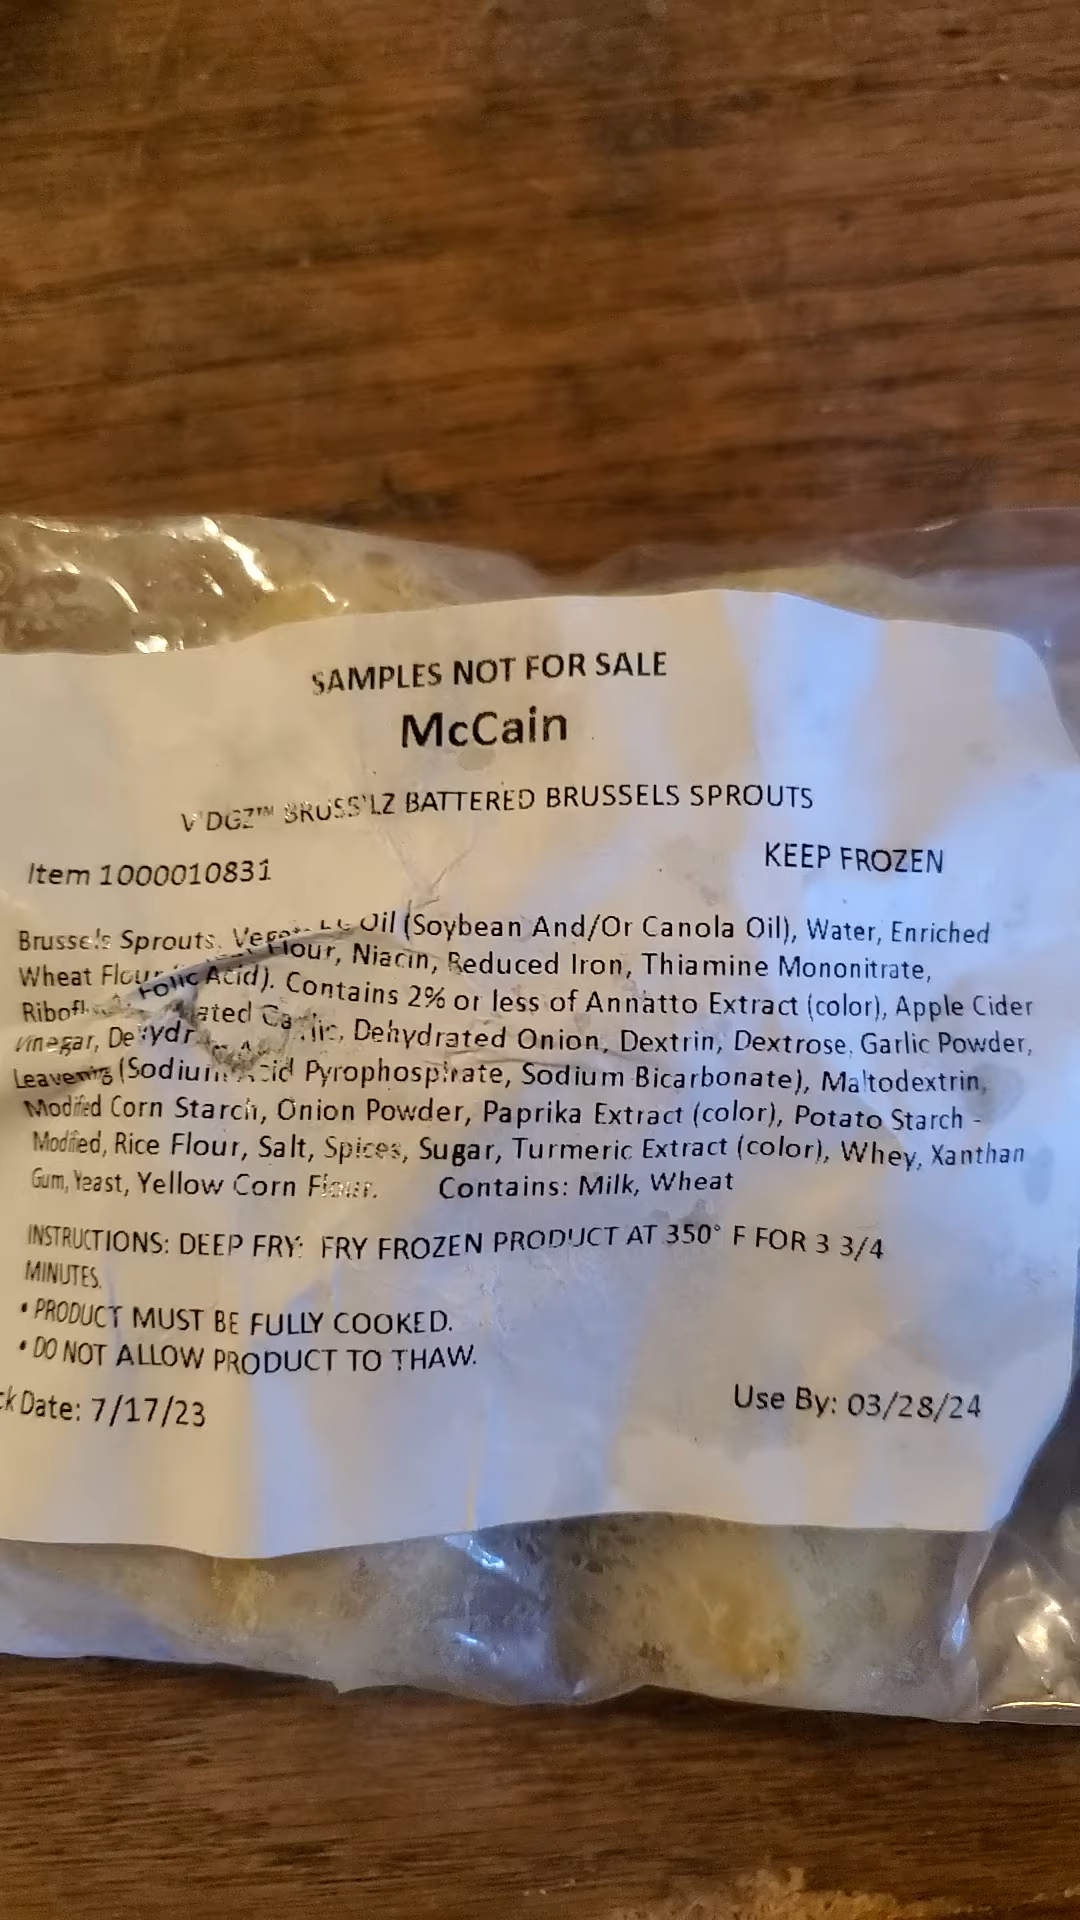 SAMPLES NOT FOR SALE
McCain
V'DGZ™ BRUSS'LZ BATTERED BRUSSELS SPROUTS
Item 1000010831
KEEP FROZEN
Brussels Sprouts, Oil (Soybean And/Or Canola Oil), Water, Enriched
Wheat Flour Flour, Niacin, Reduced Iron, Thiamine Mononitrate,
Folic Acid). Contains 2% or less of Annatto Extract (color), Apple Cider
Vinegar, Garlic, Dehydrated Onion, Dextrin, Dextrose, Garlic Powder,
Leavening (Sodium Acid Pyrophosphate, Sodium Bicarbonate), Maltodextrin,
Modified Corn Starch, Onion Powder, Paprika Extract (color), Potato Starch -
Modified, Rice Flour, Salt, Spices, Sugar, Turmeric Extract (color), Whey, Xanthan
Gum, Yeast, Yellow Corn Flour. Contains: Milk, Wheat
INSTRUCTIONS: DEEP FRY: FRY FROZEN PRODUCT AT 350° F FOR 3 3/4
MINUTES.
• PRODUCT MUST BE FULLY COOKED.
• DO NOT ALLOW PRODUCT TO THAW.
ck Date: 7/17/23
Use By: 03/28/24